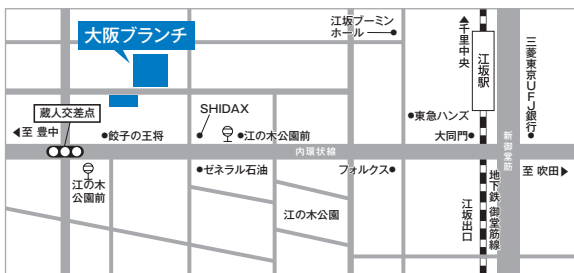 大阪ブランチ
江坂ブーミン
ホール
▲千里中央
江坂駅
三菱東京UFJ銀行
蔵人交差点
◀至 豊中
餃子の王将
SHIDAX
江の木公園前
東急ハンズ
大同門
新御堂筋
内環状線
江の木
公園前
ゼネラル石油
フォルクス
至 吹田▶
江の木公園
江坂出口
地下鉄 御堂筋線